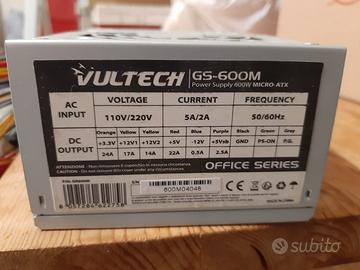 VULTECH GS-600M
Power Supply 600W MICRO-ATX
AC INPUT VOLTAGE CURRENT FREQUENCY
110V/220V 5A/2A 50/60Hz
DC OUTPUT Orange Yellow Yellow Red Blue Purple Black Green Grey
+3.3V +12V1 +12V2 +5V -12V +5Vsb GND PS-ON P.G.
24A 17A 14A 22A 0.5A 2.5A
OFFICE SERIES
600M04048
subito